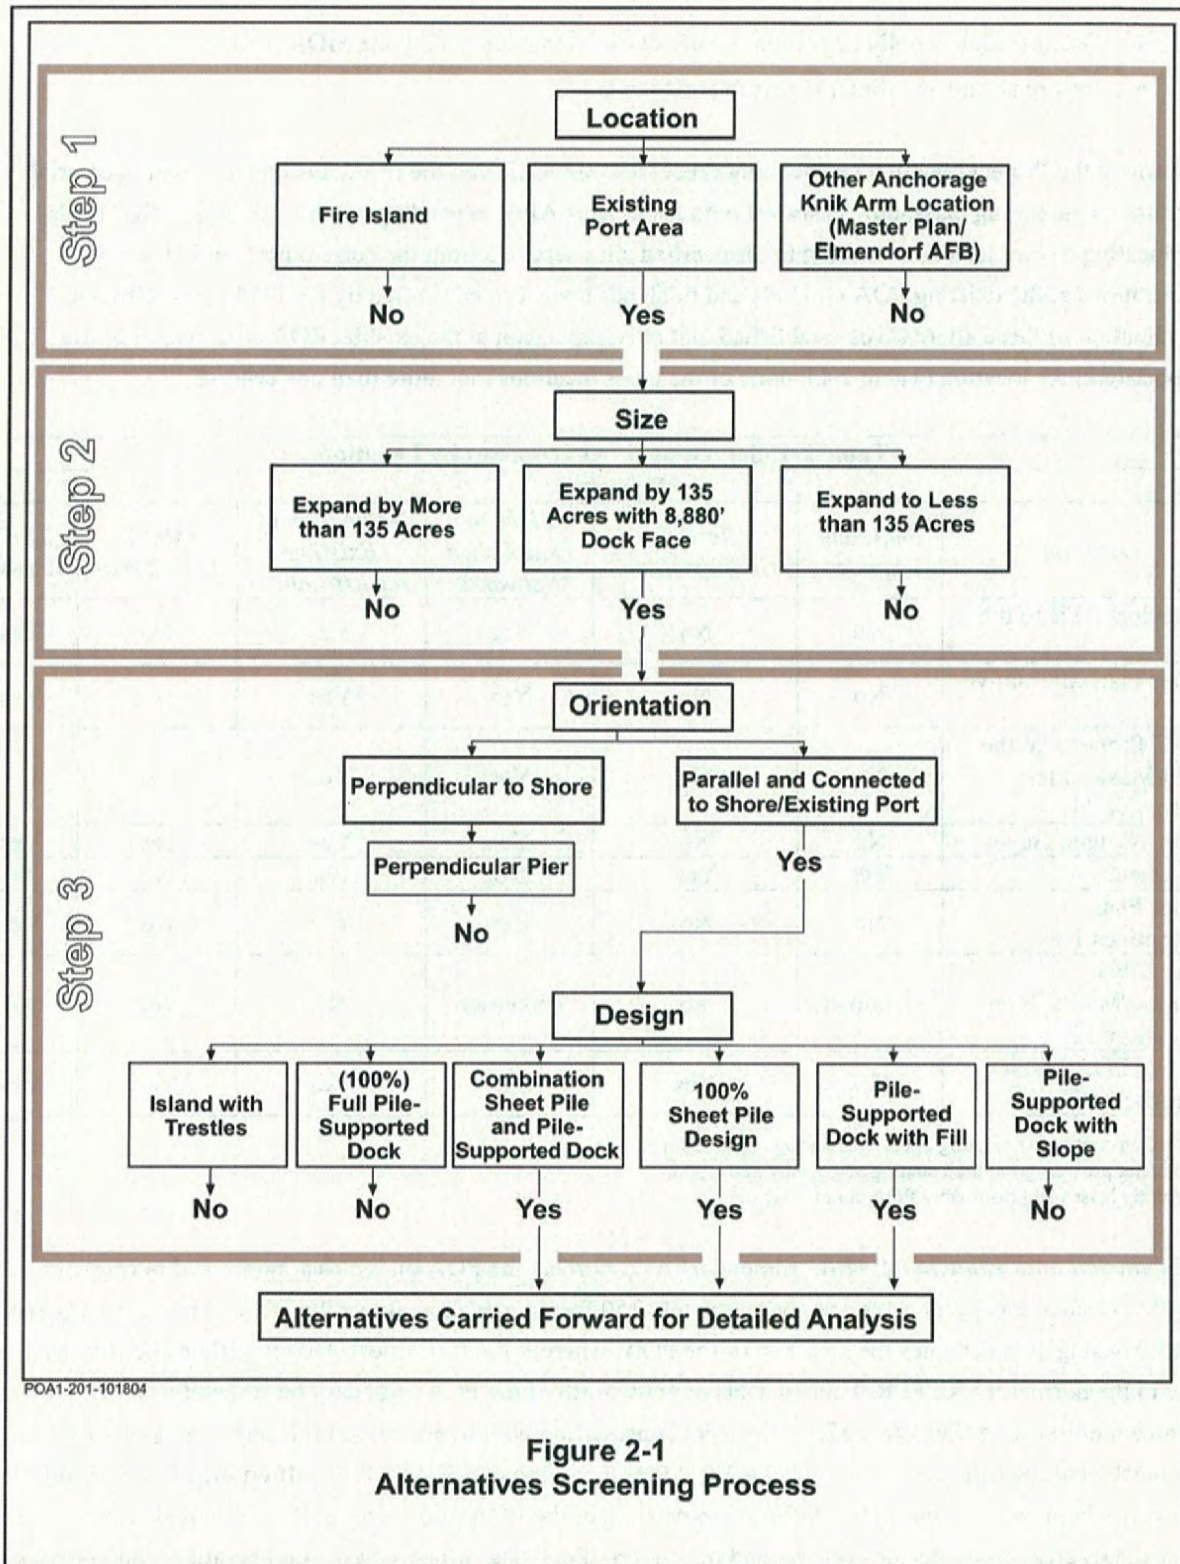 Step 1
Location
Fire Island
Existing
Port Area
Other Anchorage
Knik Arm Location
(Master Plan/
Elmendorf AFB)
No
Yes
No
Step 2
Size
Expand by More
than 135 Acres
Expand by 135
Acres with 8,880'
Dock Face
Expand to Less
than 135 Acres
No
Yes
No
Step 3
Orientation
Perpendicular to Shore
Parallel and Connected
to Shore/Existing Port
Perpendicular Pier
Yes
No
Design
Island with
Trestles
(100%)
Full Pile-
Supported
Dock
Combination
Sheet Pile
and Pile-
Supported Dock
100%
Sheet Pile
Design
Pile-
Supported
Dock with Fill
Pile-
Supported
Dock with
Slope
No
No
Yes
Yes
Yes
No
Alternatives Carried Forward for Detailed Analysis
POA1-201-101804
Figure 2-1
Alternatives Screening Process